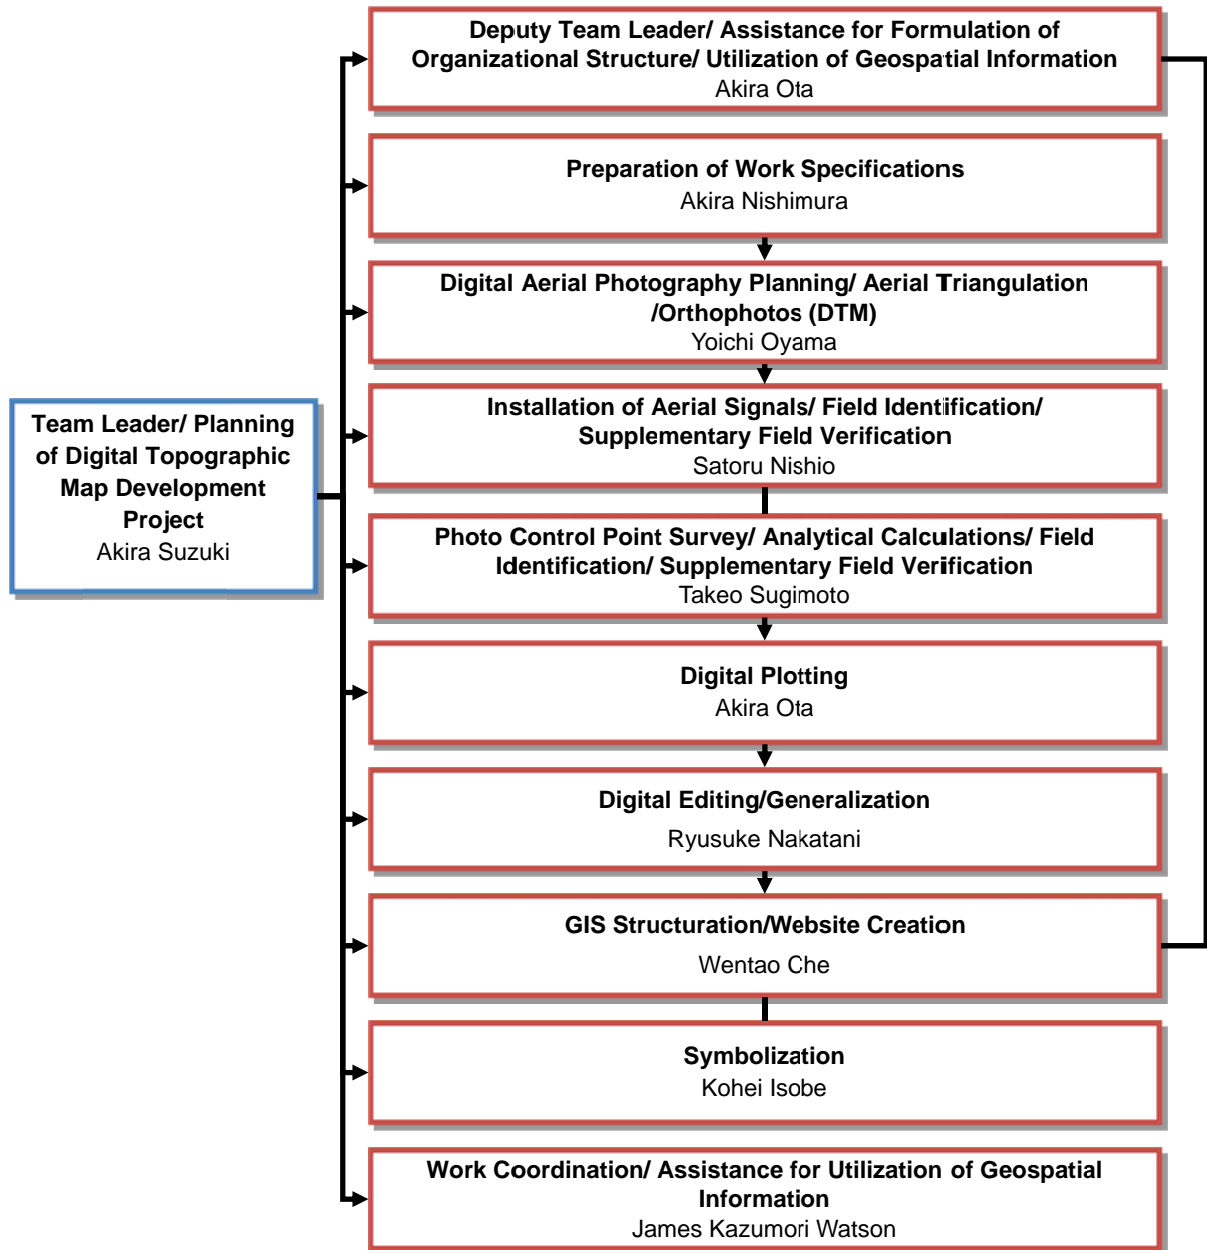 Deputy Team Leader/ Assistance for Formulation of
Organizational Structure/ Utilization of Geospatial Information
Akira Ota
Preparation of Work Specifications
Akira Nishimura
Digital Aerial Photography Planning/ Aerial Triangulation
/Orthophotos (DTM)
Yoichi Oyama
Team Leader/ Planning
of Digital Topographic
Map Development
Project
Akira Suzuki
Installation of Aerial Signals/ Field Identification/
Supplementary Field Verification
Satoru Nishio
Photo Control Point Survey/ Analytical Calculations/ Field
Identification/ Supplementary Field Verification
Takeo Sugimoto
Digital Plotting
Akira Ota
Digital Editing/Generalization
Ryusuke Nakatani
GIS Structuration/Website Creation
Wentao Che
Symbolization
Kohei Isobe
Work Coordination/ Assistance for Utilization of Geospatial
Information
James Kazumori Watson